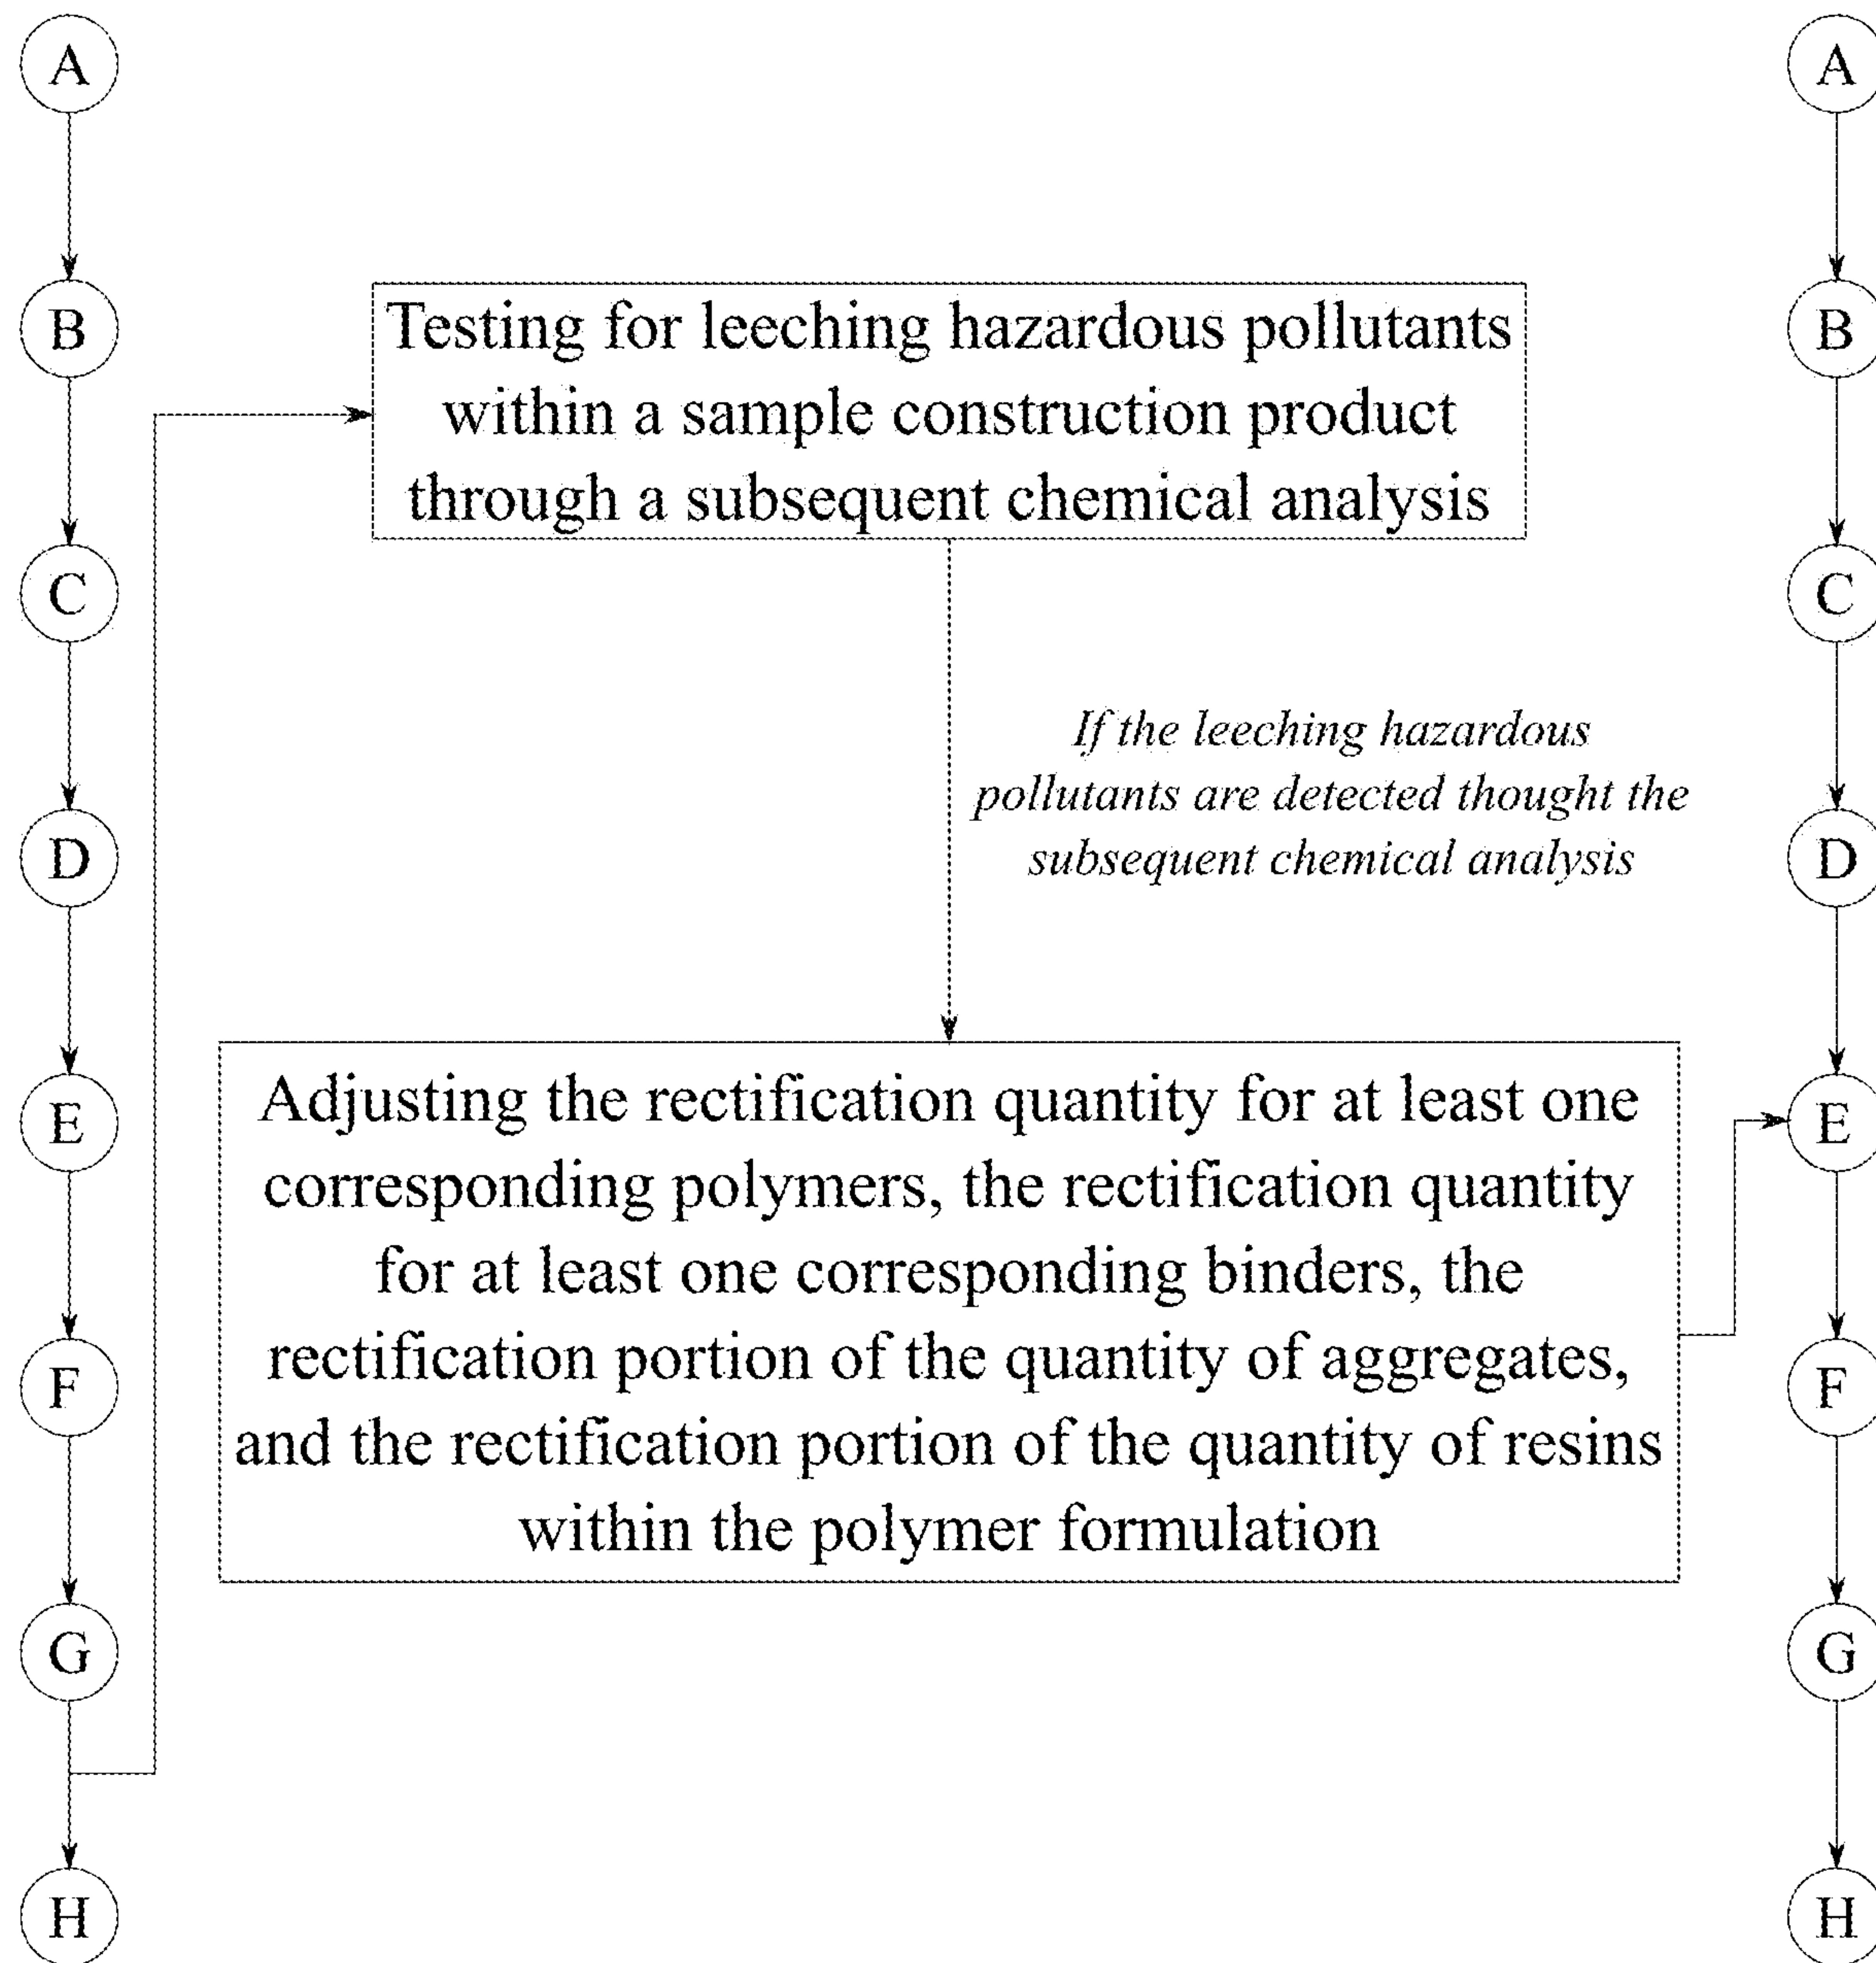 A
B
C
D
E
F
G
H
Testing for leeching hazardous pollutants
within a sample construction product
through a subsequent chemical analysis
If the leeching hazardous
pollutants are detected thought the
subsequent chemical analysis
Adjusting the rectification quantity for at least one
corresponding polymers, the rectification quantity
for at least one corresponding binders, the
rectification portion of the quantity of aggregates,
and the rectification portion of the quantity of resins
within the polymer formulation
A
B
C
D
E
F
G
H